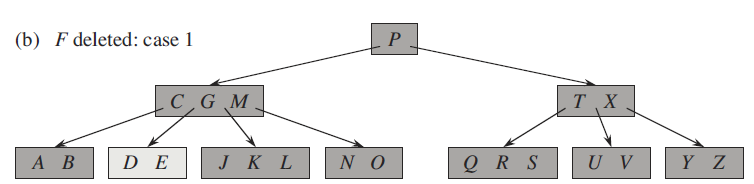 (b) F deleted: case 1
P
C G M
T X
A B
D E
J K L
N O
Q R S
U V
Y Z